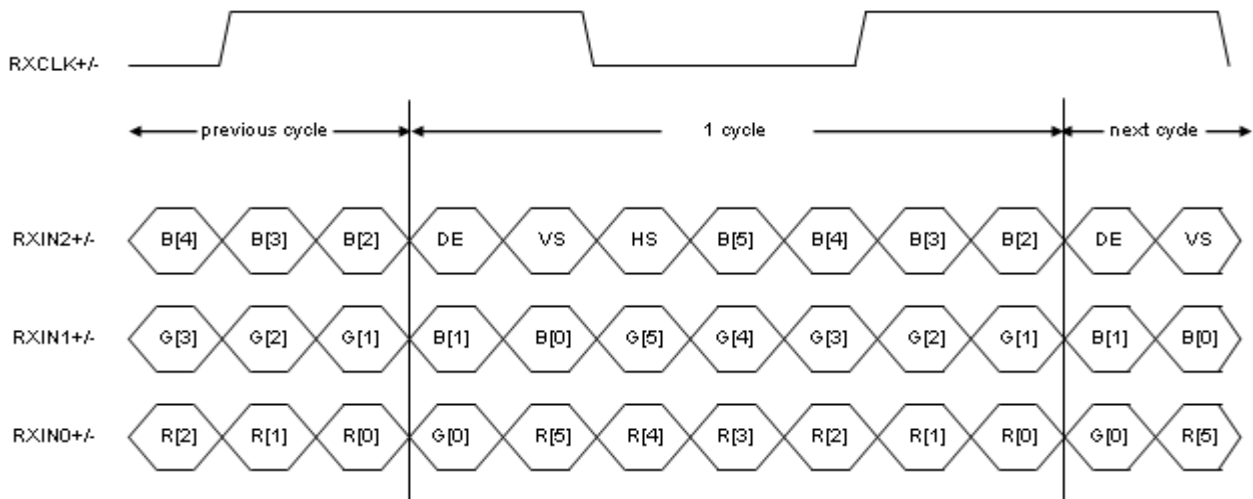 RXCLK+/-
previous cycle 1 cycle next cycle
RXIN2+/- B[4] B[3] B[2] DE VS HS B[5] B[4] B[3] B[2] DE VS
RXIN1+/- G[3] G[2] G[1] B[1] B[0] G[5] G[4] G[3] G[2] G[1] B[1] B[0]
RXIN0+/- R[2] R[1] R[0] G[0] R[5] R[4] R[3] R[2] R[1] R[0] G[0] R[5]